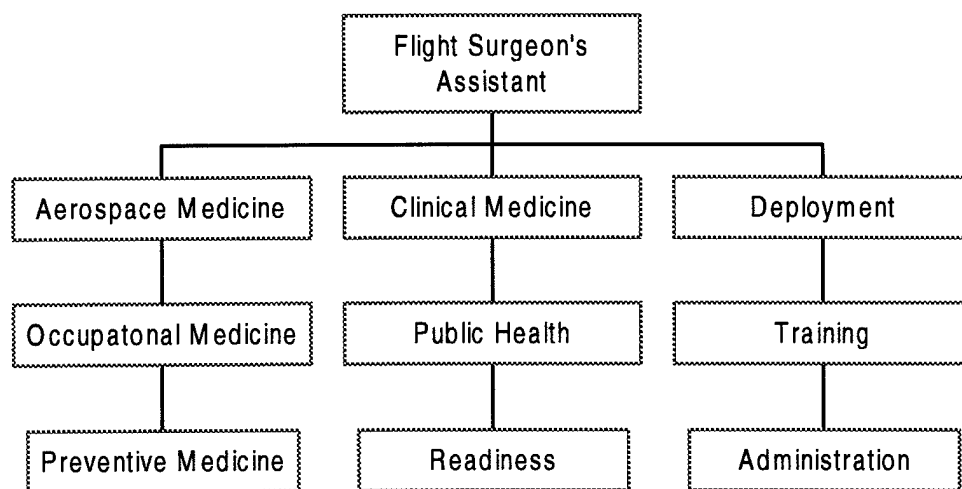 Flight Surgeon's
Assistant
Aerospace Medicine
Clinical Medicine
Deployment
Occupatonal Medicine
Public Health
Training
Preventive Medicine
Readiness
Administration